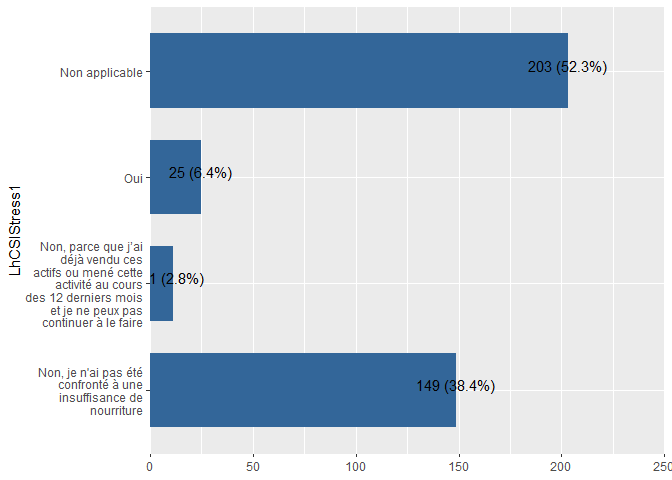 LhCSIStress1
Non applicable
203 (52.3%)
Oui
25 (6.4%)
Non, parce que j'ai
déjà vendu ces
actifs ou mené cette
activité au cours
des 12 derniers mois
et je ne peux pas
continuer à le faire
1 (2.8%)
Non, je n'ai pas été
confronté à une
insuffisance de
nourriture
149 (38.4%)
0 50 100 150 200 250